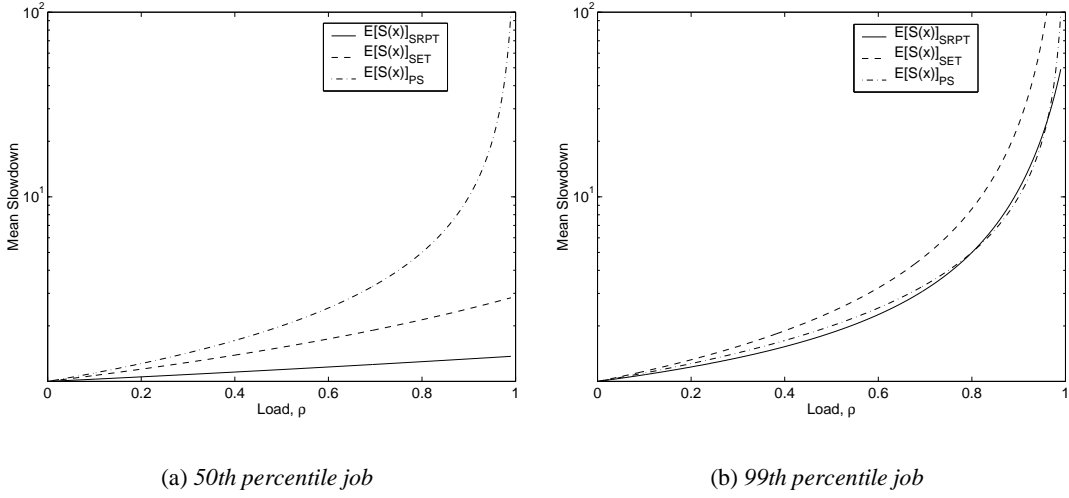 10²
10¹
Mean Slowdown
E[S(x)]SRPT
E[S(x)]SET
E[S(x)]PS
0 0.2 0.4 0.6 0.8 1
Load, ρ
(a) 50th percentile job
10²
10¹
Mean Slowdown
E[S(x)]SRPT
E[S(x)]SET
E[S(x)]PS
0 0.2 0.4 0.6 0.8 1
Load, ρ
(b) 99th percentile job